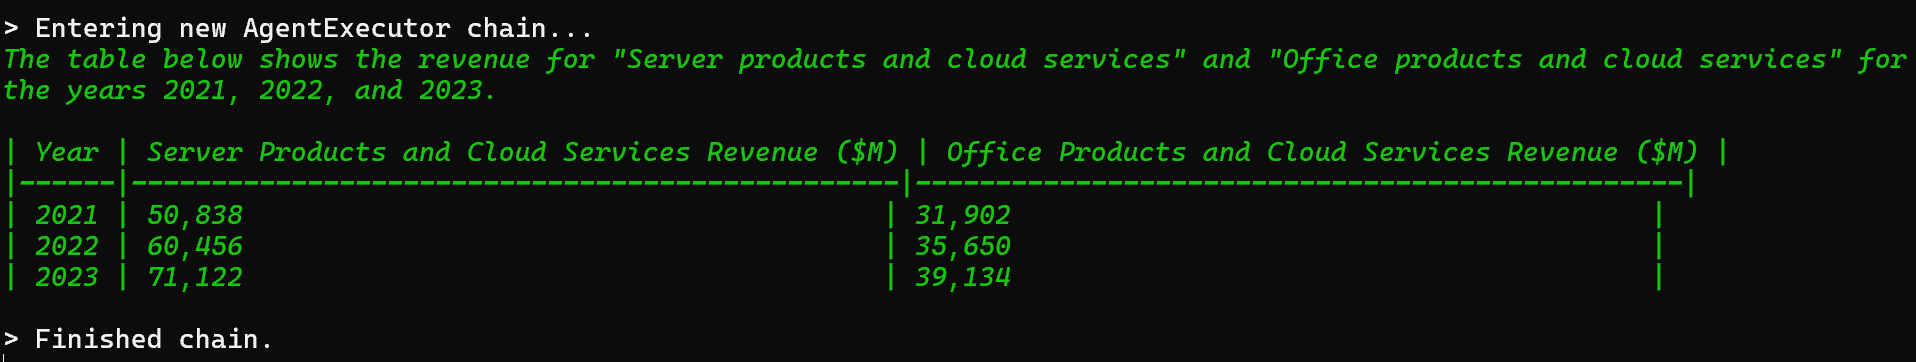 > Entering new AgentExecutor chain...
The table below shows the revenue for "Server products and cloud services" and "Office products and cloud services" for
the years 2021, 2022, and 2023.
| Year | Server Products and Cloud Services Revenue ($M) | Office Products and Cloud Services Revenue ($M) |
|------|------------------------------------------------|------------------------------------------------|
| 2021 | 50,838                                        | 31,902                                        |
| 2022 | 60,456                                        | 35,650                                        |
| 2023 | 71,122                                        | 39,134                                        |
> Finished chain.